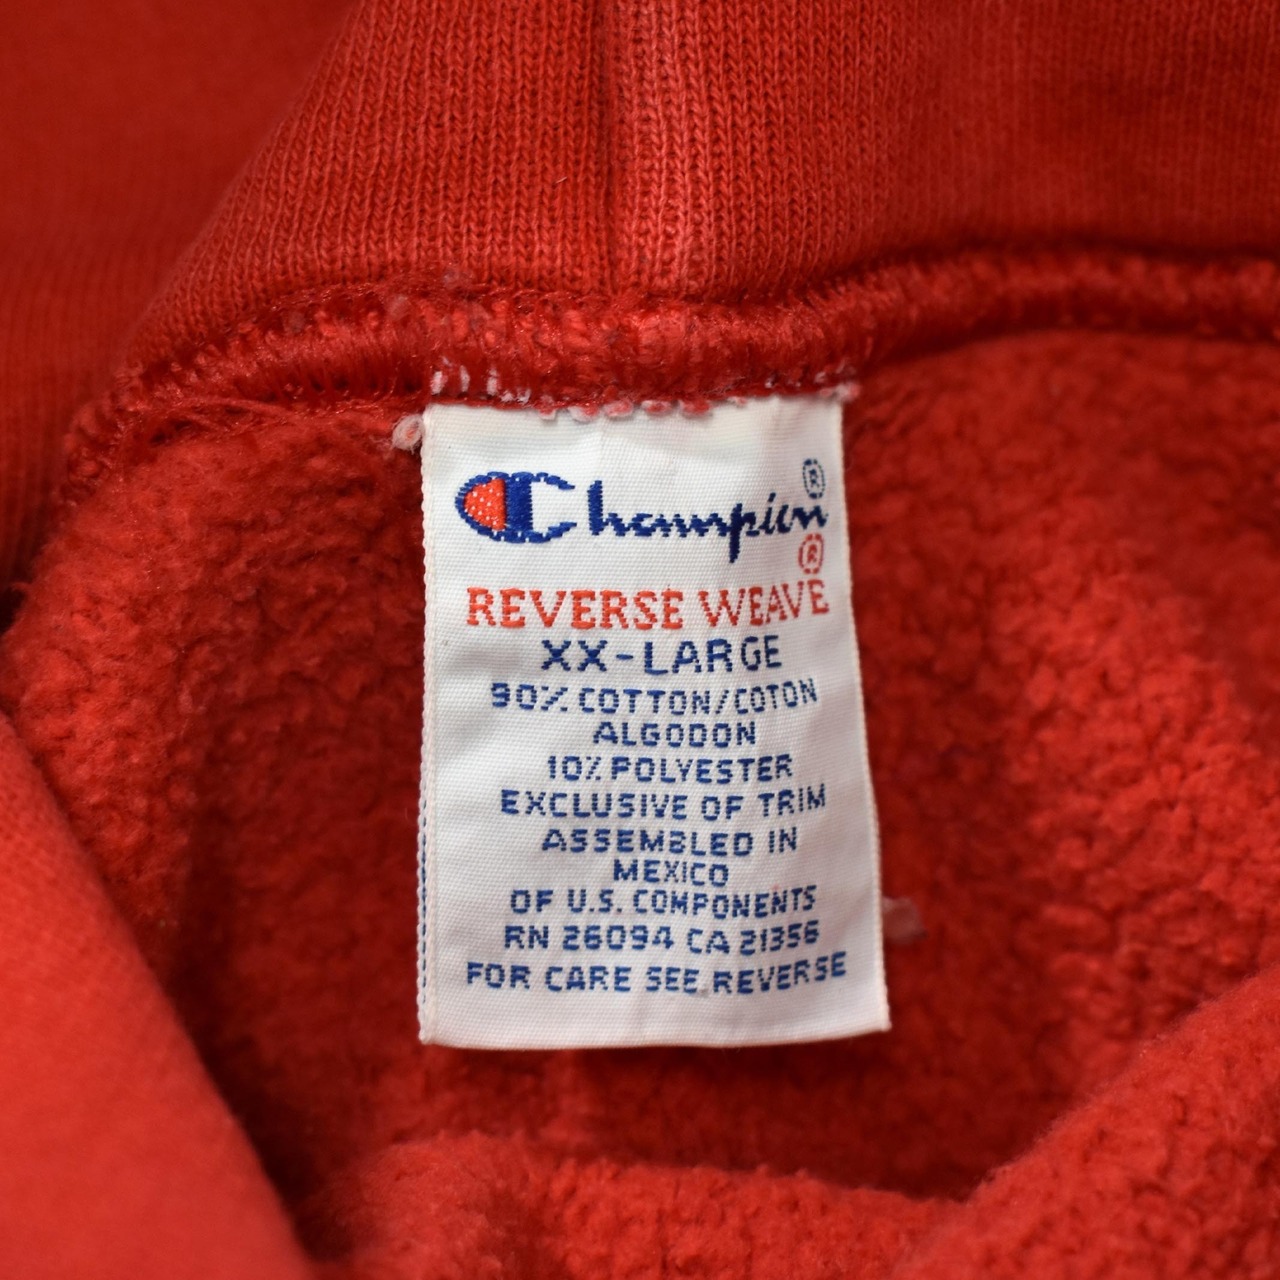 Champion®
REVERSE WEAVE®
XX-LARGE
90% COTTON/COTON
ALGODON
10% POLYESTER
EXCLUSIVE OF TRIM
ASSEMBLED IN
MEXICO
OF U.S. COMPONENTS
RN 26094 CA 21356
FOR CARE SEE REVERSE